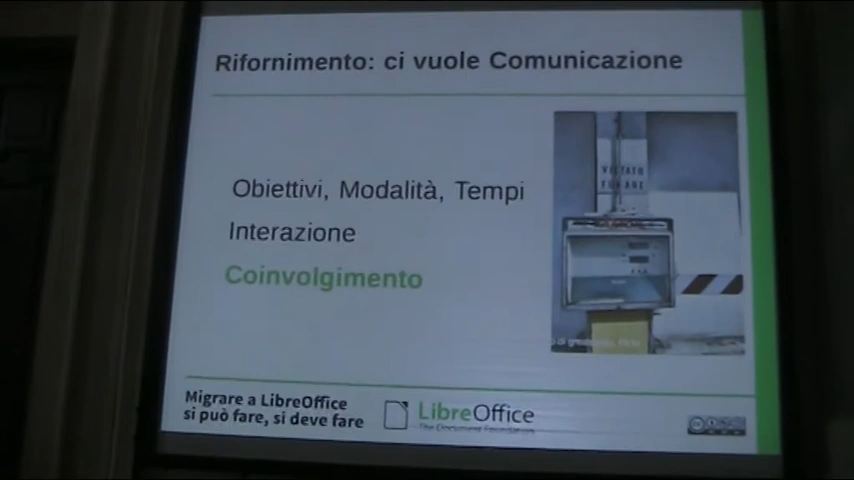 Rifornimento: ci vuole Comunicazione
VIETATO
FUMARE
Obiettivi, Modalità, Tempi
Interazione
Coinvolgimento
Migrare a LibreOffice
si può fare, si deve fare
LibreOffice
The Document Foundation